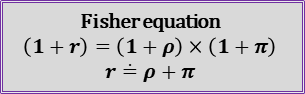 Fisher equation
(1 + r) = (1 + ρ) × (1 + π)
r ≐ ρ + π